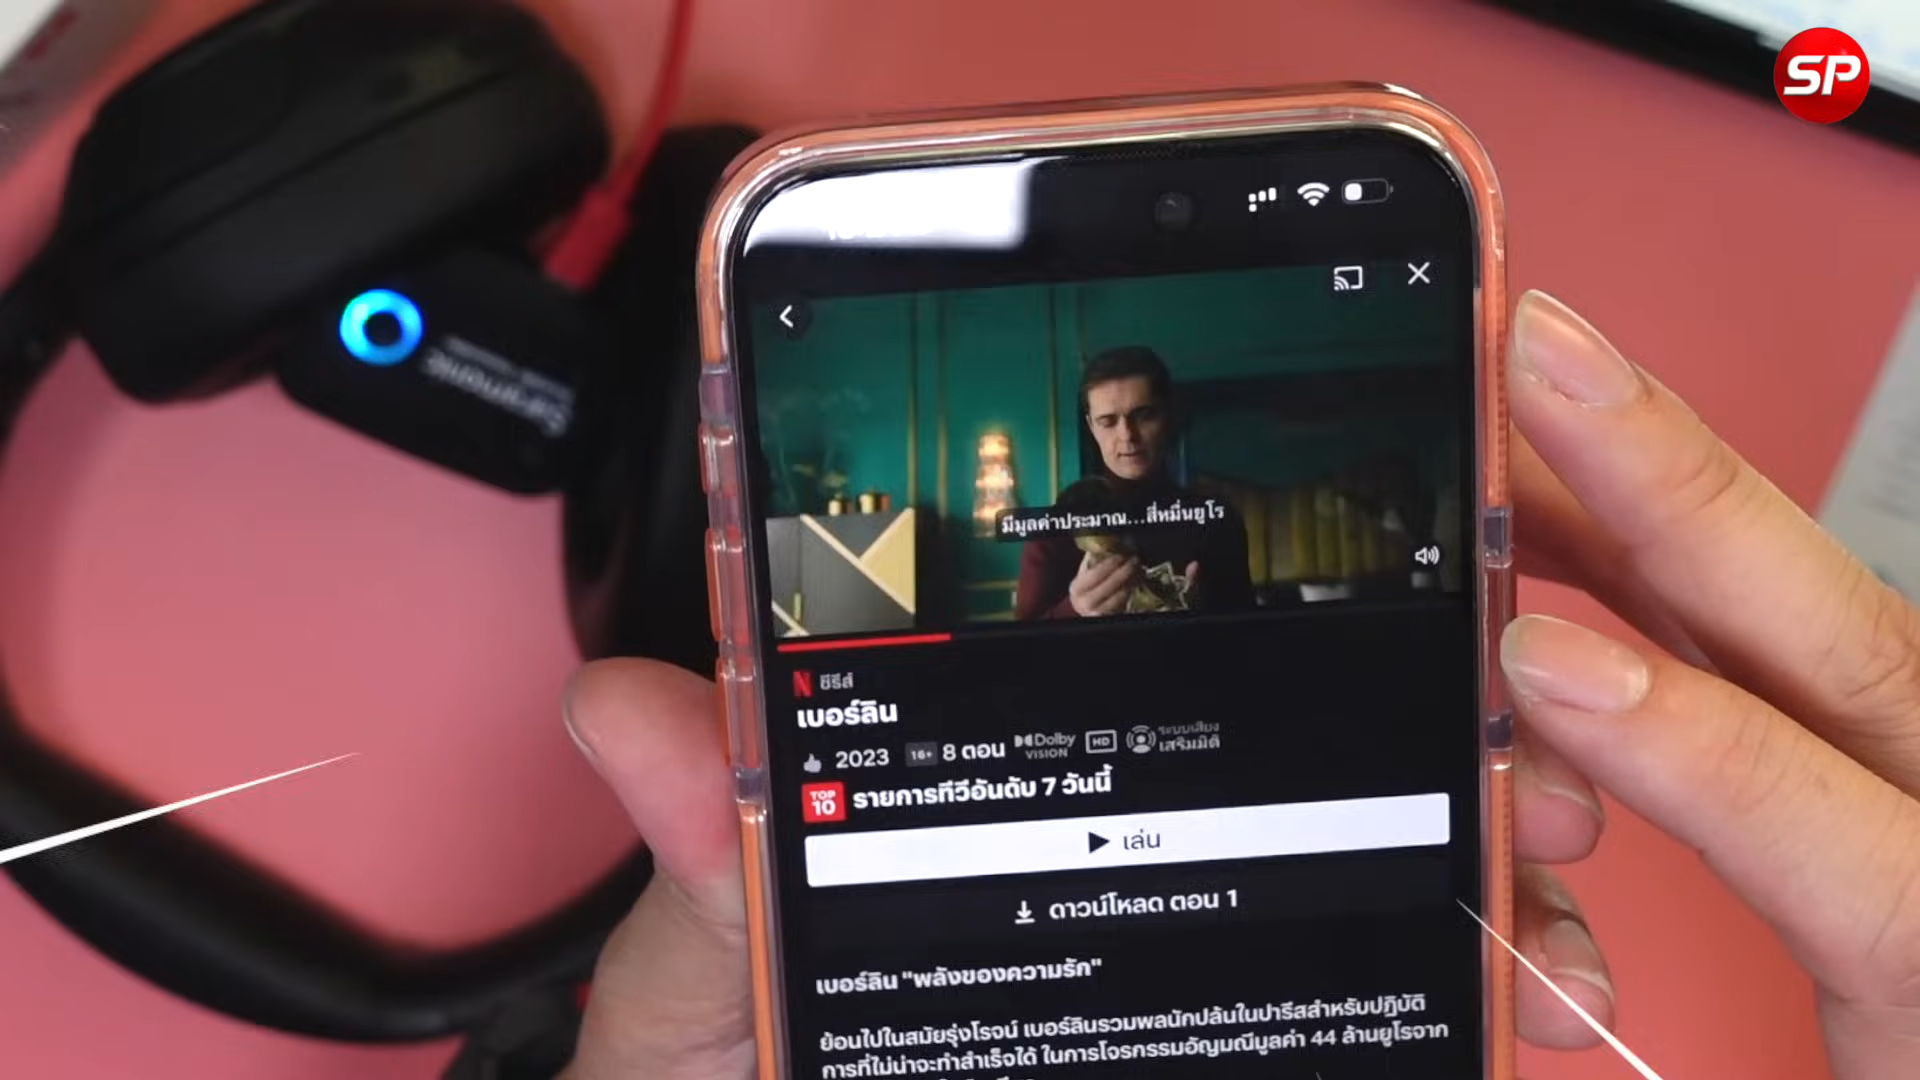 SP
Saramonic
มีมูลค่าประมาณ...สี่หมื่นยูโร
N ซีรีส์
เบอร์ลิน
2023 16+ 8 ตอน Dolby VISION HD ระบบเสียงเสริมมิติ
TOP 10 รายการทีวีอันดับ 7 วันนี้
เล่น
ดาวน์โหลด ตอน 1
เบอร์ลิน "พลังของความรัก"
ย้อนไปในสมัยรุ่งโรจน์ เบอร์ลินรวมพลนักปล้นในปารีสสำหรับปฏิบัติ
การที่ไม่น่าจะทำสำเร็จได้ ในการโจรกรรมอัญมณีมูลค่า 44 ล้านยูโรจาก